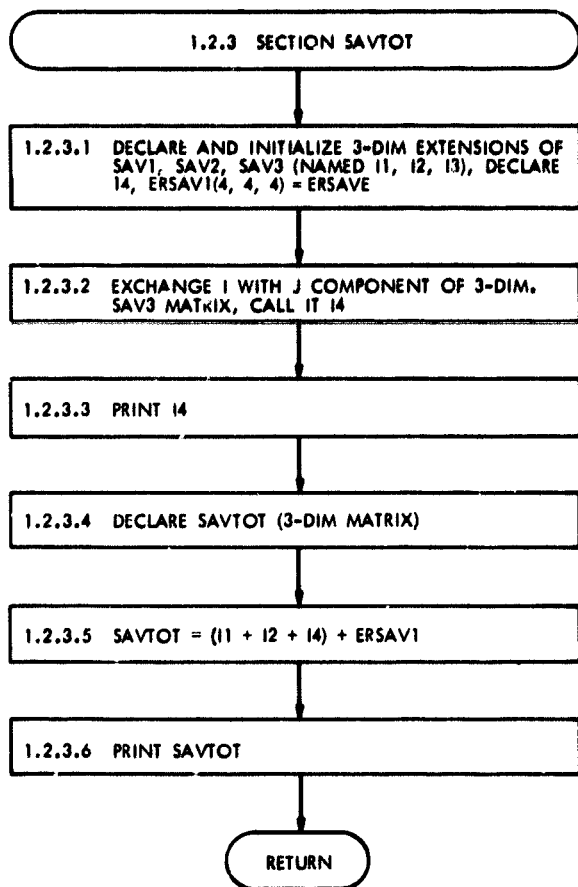 1.2.3 SECTION SAVTOT
1.2.3.1 DECLARE AND INITIALIZE 3-DIM EXTENSIONS OF
SAV1, SAV2, SAV3 (NAMED I1, I2, I3), DECLARE
I4, ERSAV1(4, 4, 4) = ERSAVE
1.2.3.2 EXCHANGE I WITH J COMPONENT OF 3-DIM.
SAV3 MATRIX, CALL IT I4
1.2.3.3 PRINT I4
1.2.3.4 DECLARE SAVTOT (3-DIM MATRIX)
1.2.3.5 SAVTOT = (I1 + I2 + I4) + ERSAV1
1.2.3.6 PRINT SAVTOT
RETURN